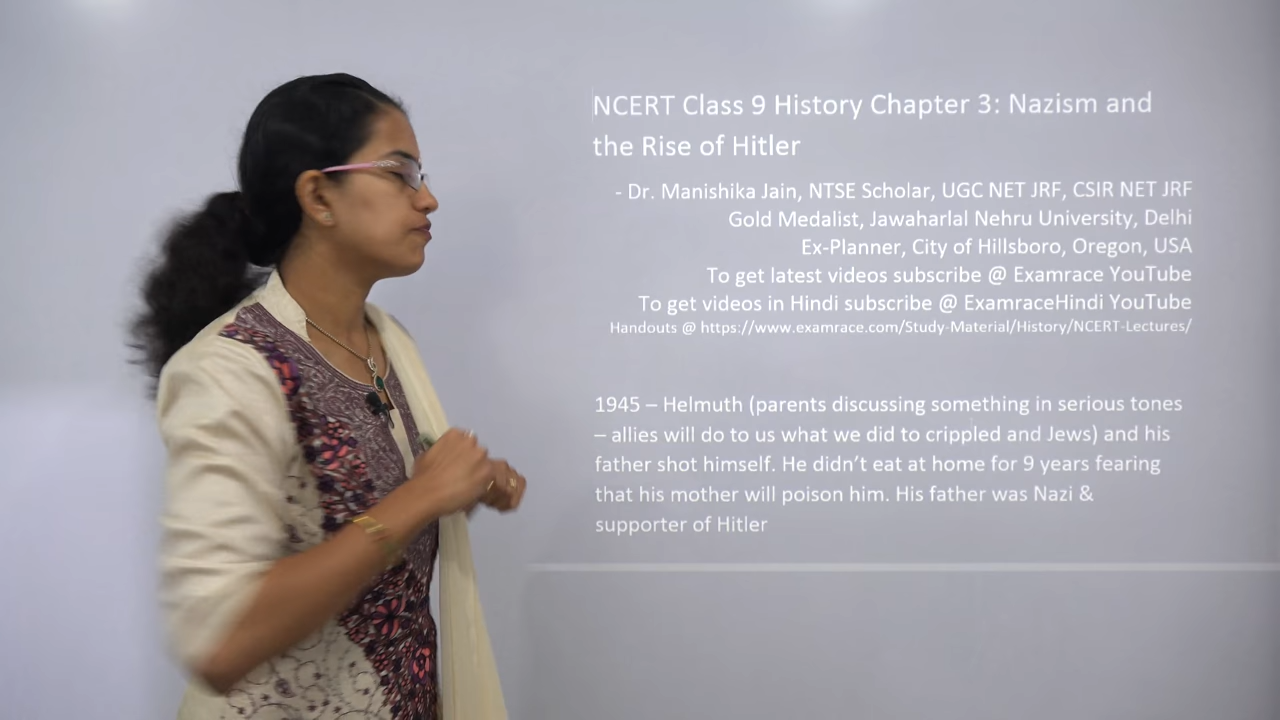 NCERT Class 9 History Chapter 3: Nazism and
the Rise of Hitler
- Dr. Manishika Jain, NTSE Scholar, UGC NET JRF, CSIR NET JRF
Gold Medalist, Jawaharlal Nehru University, Delhi
Ex-Planner, City of Hillsboro, Oregon, USA
To get latest videos subscribe @ Examrace YouTube
To get videos in Hindi subscribe @ ExamraceHindi YouTube
Handouts @ https://www.examrace.com/Study-Material/History/NCERT-Lectures/
1945 – Helmuth (parents discussing something in serious tones
– allies will do to us what we did to crippled and Jews) and his
father shot himself. He didn’t eat at home for 9 years fearing
that his mother will poison him. His father was Nazi &
supporter of Hitler